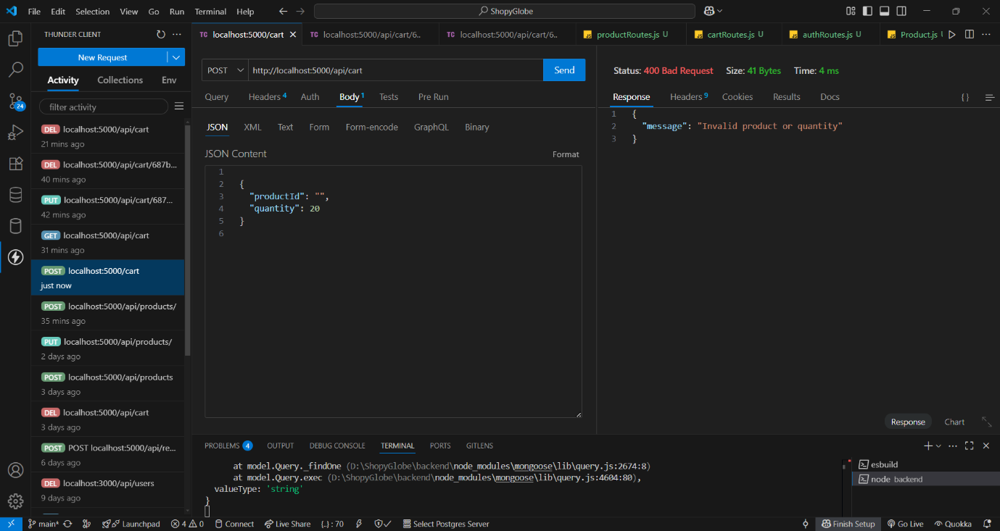 File Edit Selection View Go Run Terminal Help
ShopyGlobe
THUNDER CLIENT
New Request
Activity Collections Env
filter activity
24
DEL localhost:5000/api/cart
21 mins ago
DEL localhost:5000/api/cart/687b...
40 mins ago
PUT localhost:5000/api/cart/687...
42 mins ago
GET localhost:5000/api/cart
31 mins ago
POST localhost:5000/cart
just now
POST localhost:5000/api/products/
35 mins ago
PUT localhost:5000/api/products/
2 days ago
POST localhost:5000/api/products
3 days ago
DEL localhost:5000/api/cart
3 days ago
POST POST localhost:5000/api/re...
6 days ago
DEL localhost:3000/api/users
9 days ago
TC localhost:5000/cart
TC localhost:5000/api/cart/6..
TC localhost:5000/api/cart/6..
JS productRoutes.js U
JS cartRoutes.js U
JS authRoutes.js U
JS Product.js
POST http://localhost:5000/api/cart Send
Query Headers 4 Auth Body 1 Tests Pre Run
JSON XML Text Form Form-encode GraphQL Binary
JSON Content Format
1
2 {
3 "productId": "",
4 "quantity": 20
5 }
6
Status: 400 Bad Request Size: 41 Bytes Time: 4 ms
Response Headers 9 Cookies Results Docs {}
1 {
2 "message": "Invalid product or quantity"
3 }
Response Chart
PROBLEMS 4 OUTPUT DEBUG CONSOLE TERMINAL PORTS GITLENS
at model.Query._findOne (D:\ShopyGlobe\backend\node_modules\mongoose\lib\query.js:2674:8)
at model.Query.exec (D:\ShopyGlobe\backend\node_modules\mongoose\lib\query.js:4604:80),
valueType: 'string'
}
esbuild
node backend
main* Launchpad 4 0 Connect Live Share {..} : 70 Select Postgres Server Finish Setup Go Live Quokka